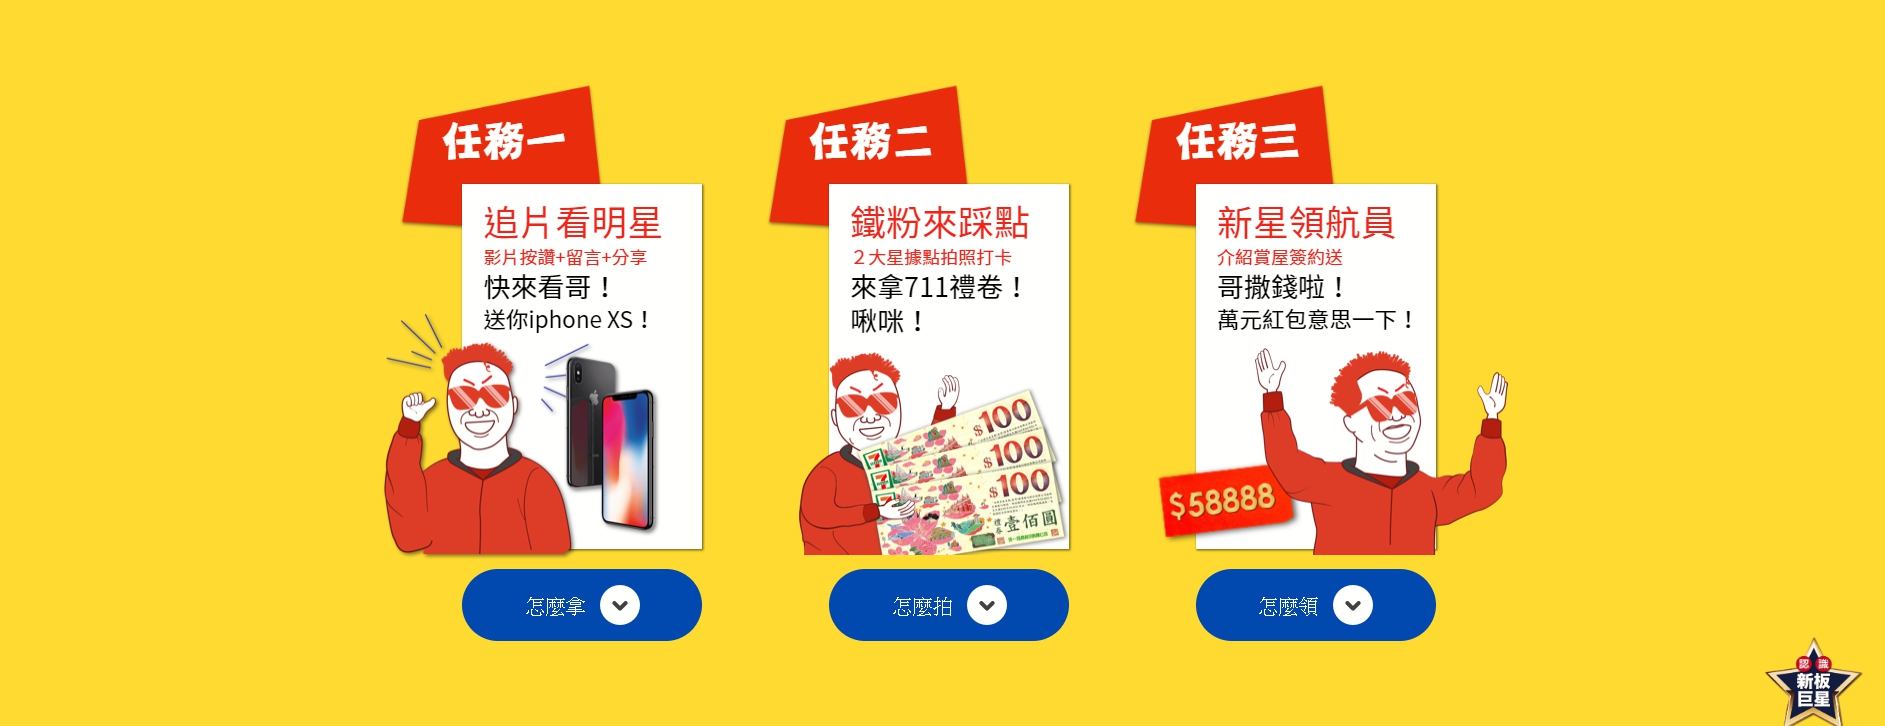 任務一
追片看明星
影片按讚+留言+分享
快來看哥！
送你iphone XS！
怎麼拿
任務二
鐵粉來踩點
２大星據點拍照打卡
來拿711禮卷！
啾咪！
$100
$100
$100
禮券
壹佰圓
怎麼拍
任務三
新星領航員
介紹賞屋簽約送
哥撒錢啦！
萬元紅包意思一下！
$58888
怎麼領
認識
新板
巨星